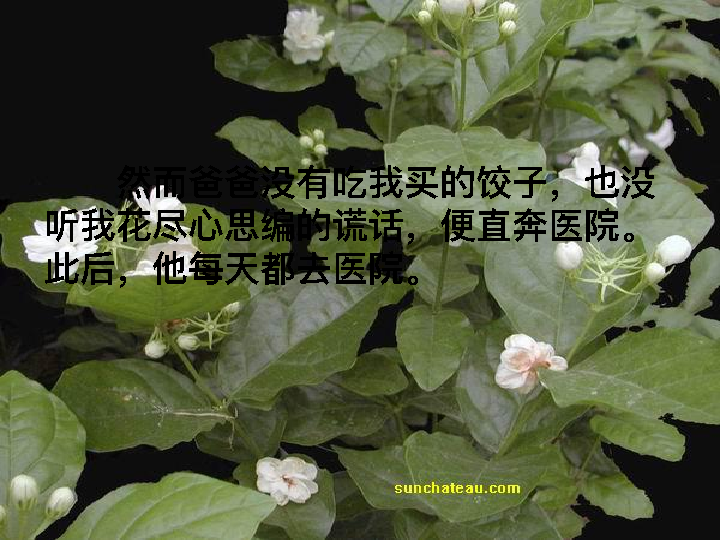 然而爸爸没有吃我买的饺子，也没
听我花尽心思编的谎话，便直奔医院。
此后，他每天都去医院。
sunchateau.com